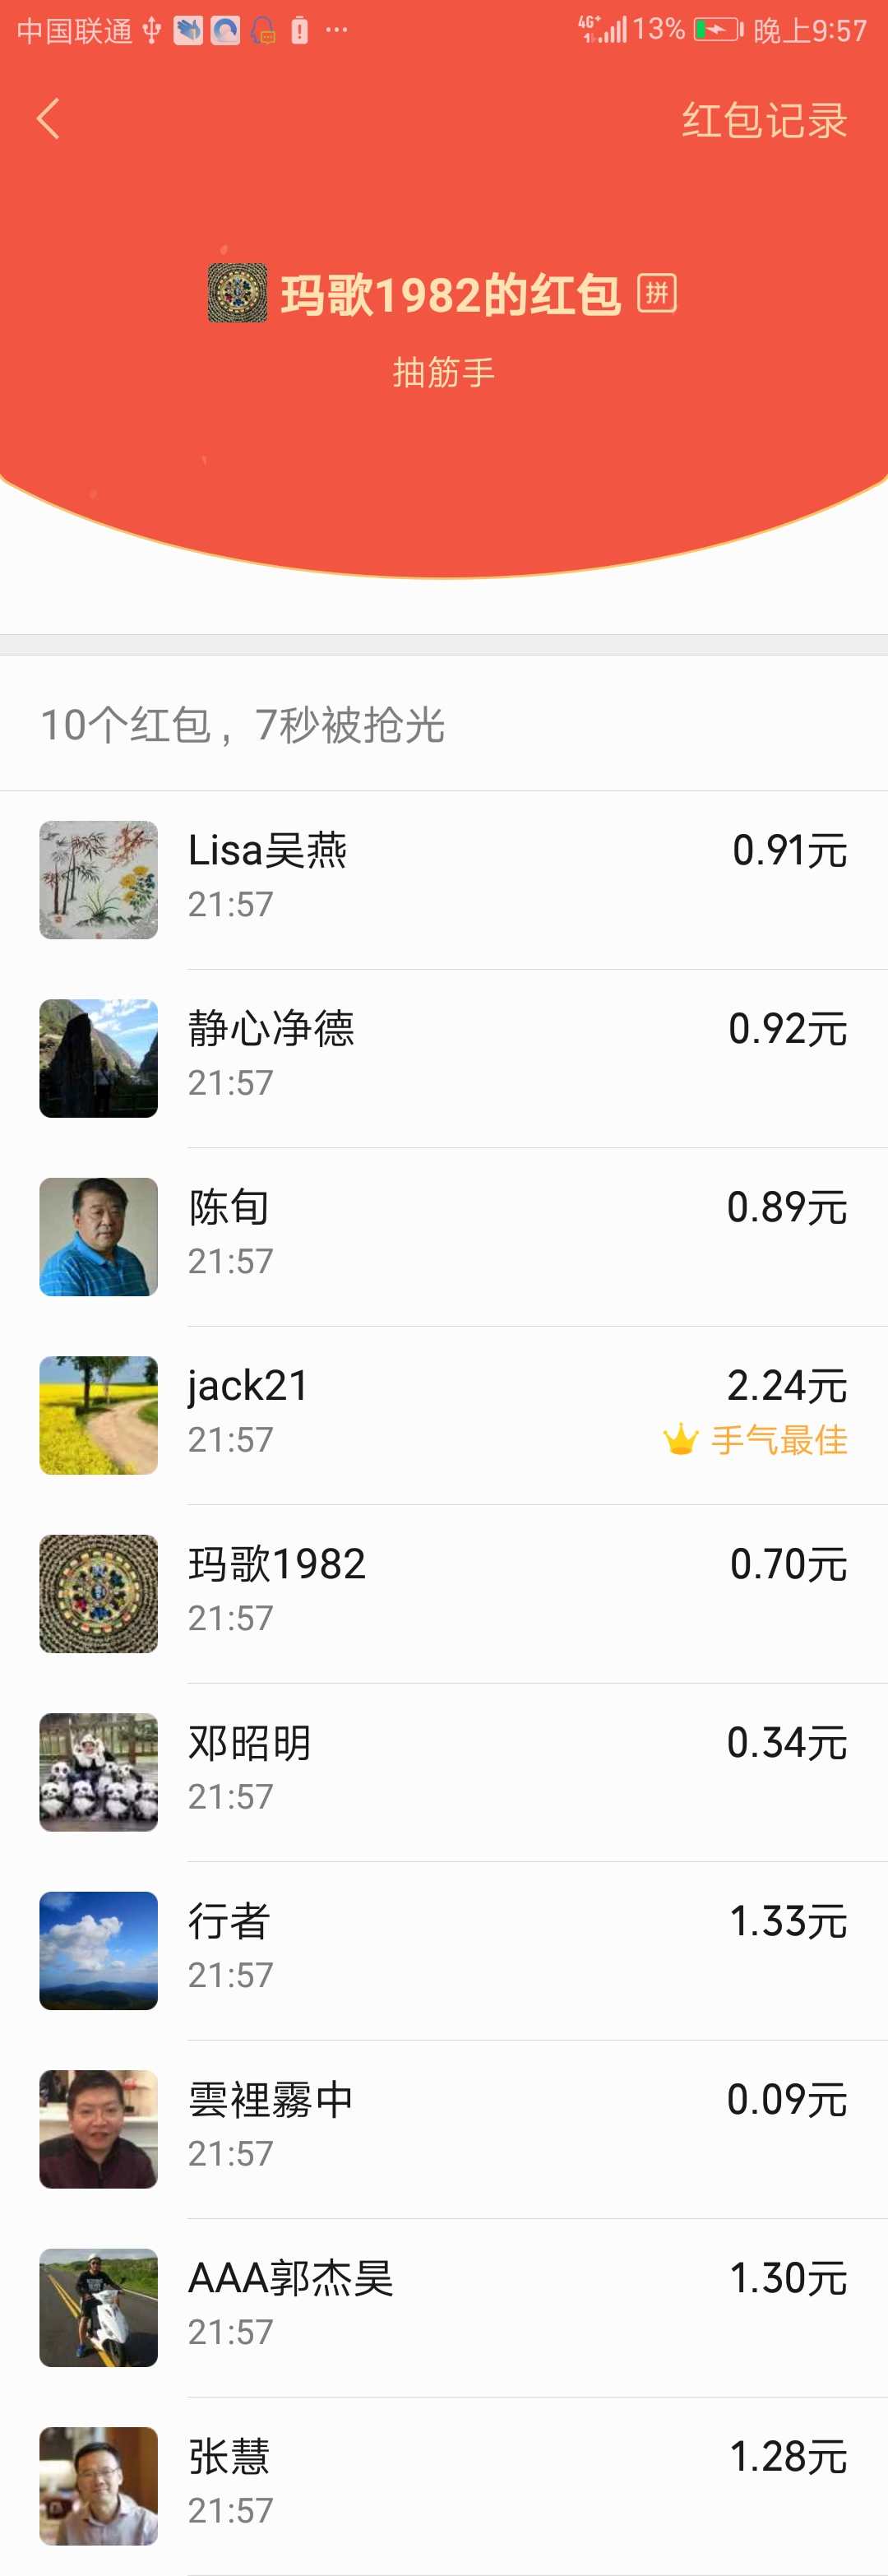 中国联通 4G+ 13% 晚上9:57
红包记录
玛歌1982的红包 拼
抽筋手
10个红包，7秒被抢光
Lisa吴燕 0.91元
21:57
静心净德 0.92元
21:57
陈旬 0.89元
21:57
jack21 2.24元
21:57 手气最佳
玛歌1982 0.70元
21:57
邓昭明 0.34元
21:57
行者 1.33元
21:57
雲裡霧中 0.09元
21:57
AAA郭杰昊 1.30元
21:57
张慧 1.28元
21:57